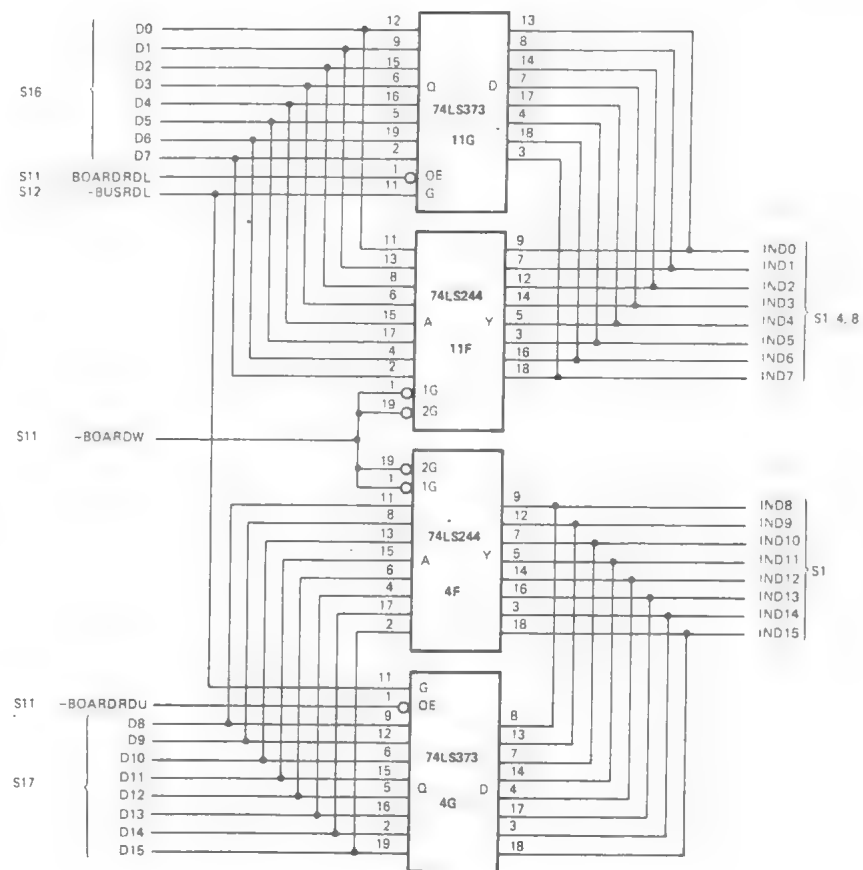 D0 12 13
D1 9 8
D2 15 14
D3 6 7
S16 Q D
D4 16 17
74LS373
D5 5 4
D6 19 18
11G
D7 2 3
S11 BOARDRDL 1 OE
S12 -BUSRDL 11 G
11 9 IND0
13 7 IND1
8 12 IND2
74LS244
6 14 IND3
15 A Y 5 IND4 S1 4, 8
17 3 IND5
11F
4 16 IND6
2 18 IND7
1 1G
19 2G
S11 -BOARDW
19 2G
1 1G
11 9 IND8
8 12 IND9
13 7 IND10
74LS244
15 A Y 5 IND11
6 14 IND12 S1
4 16 IND13
4F
17 3 IND14
2 18 IND15
11 G
S11 -BOARDRDU 1 OE
D8 9 8
D9 12 13
D10 6 7
74LS373
D11 15 14
S17
D12 5 Q D 4
4G
D13 16 17
D14 2 3
D15 19 18